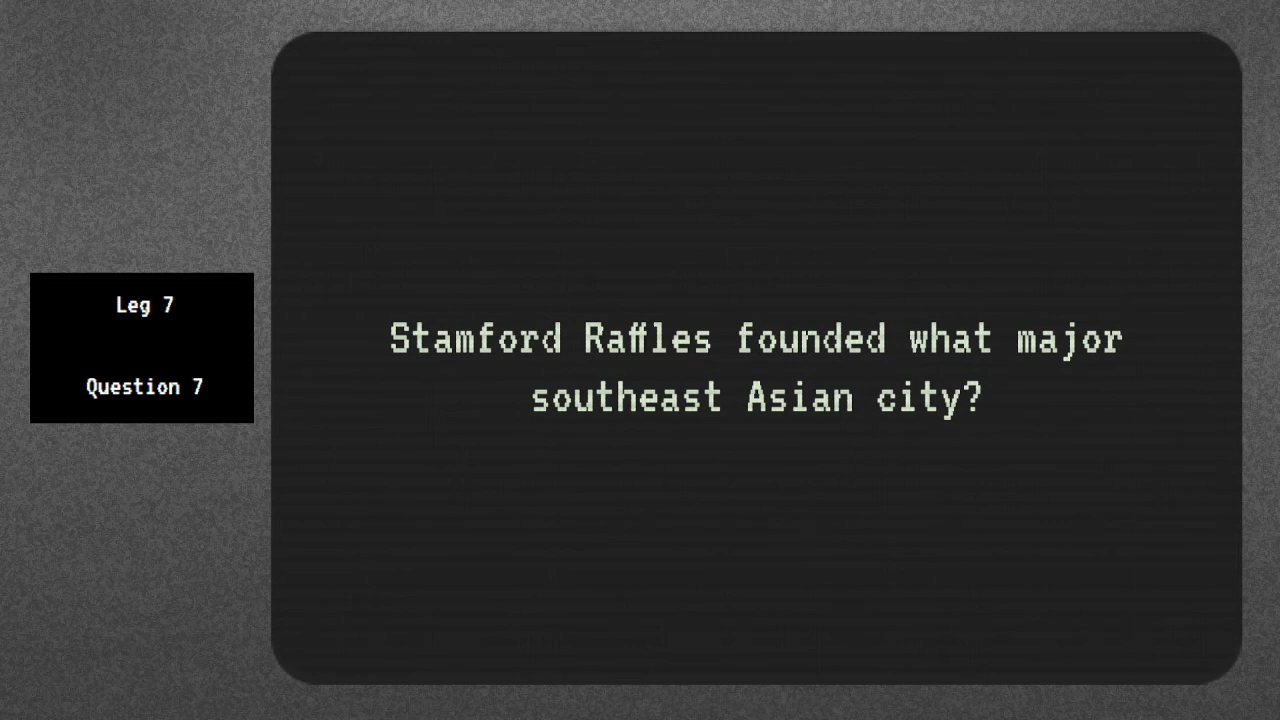 Leg 7
Question 7
Stamford Raffles founded what major
southeast Asian city?